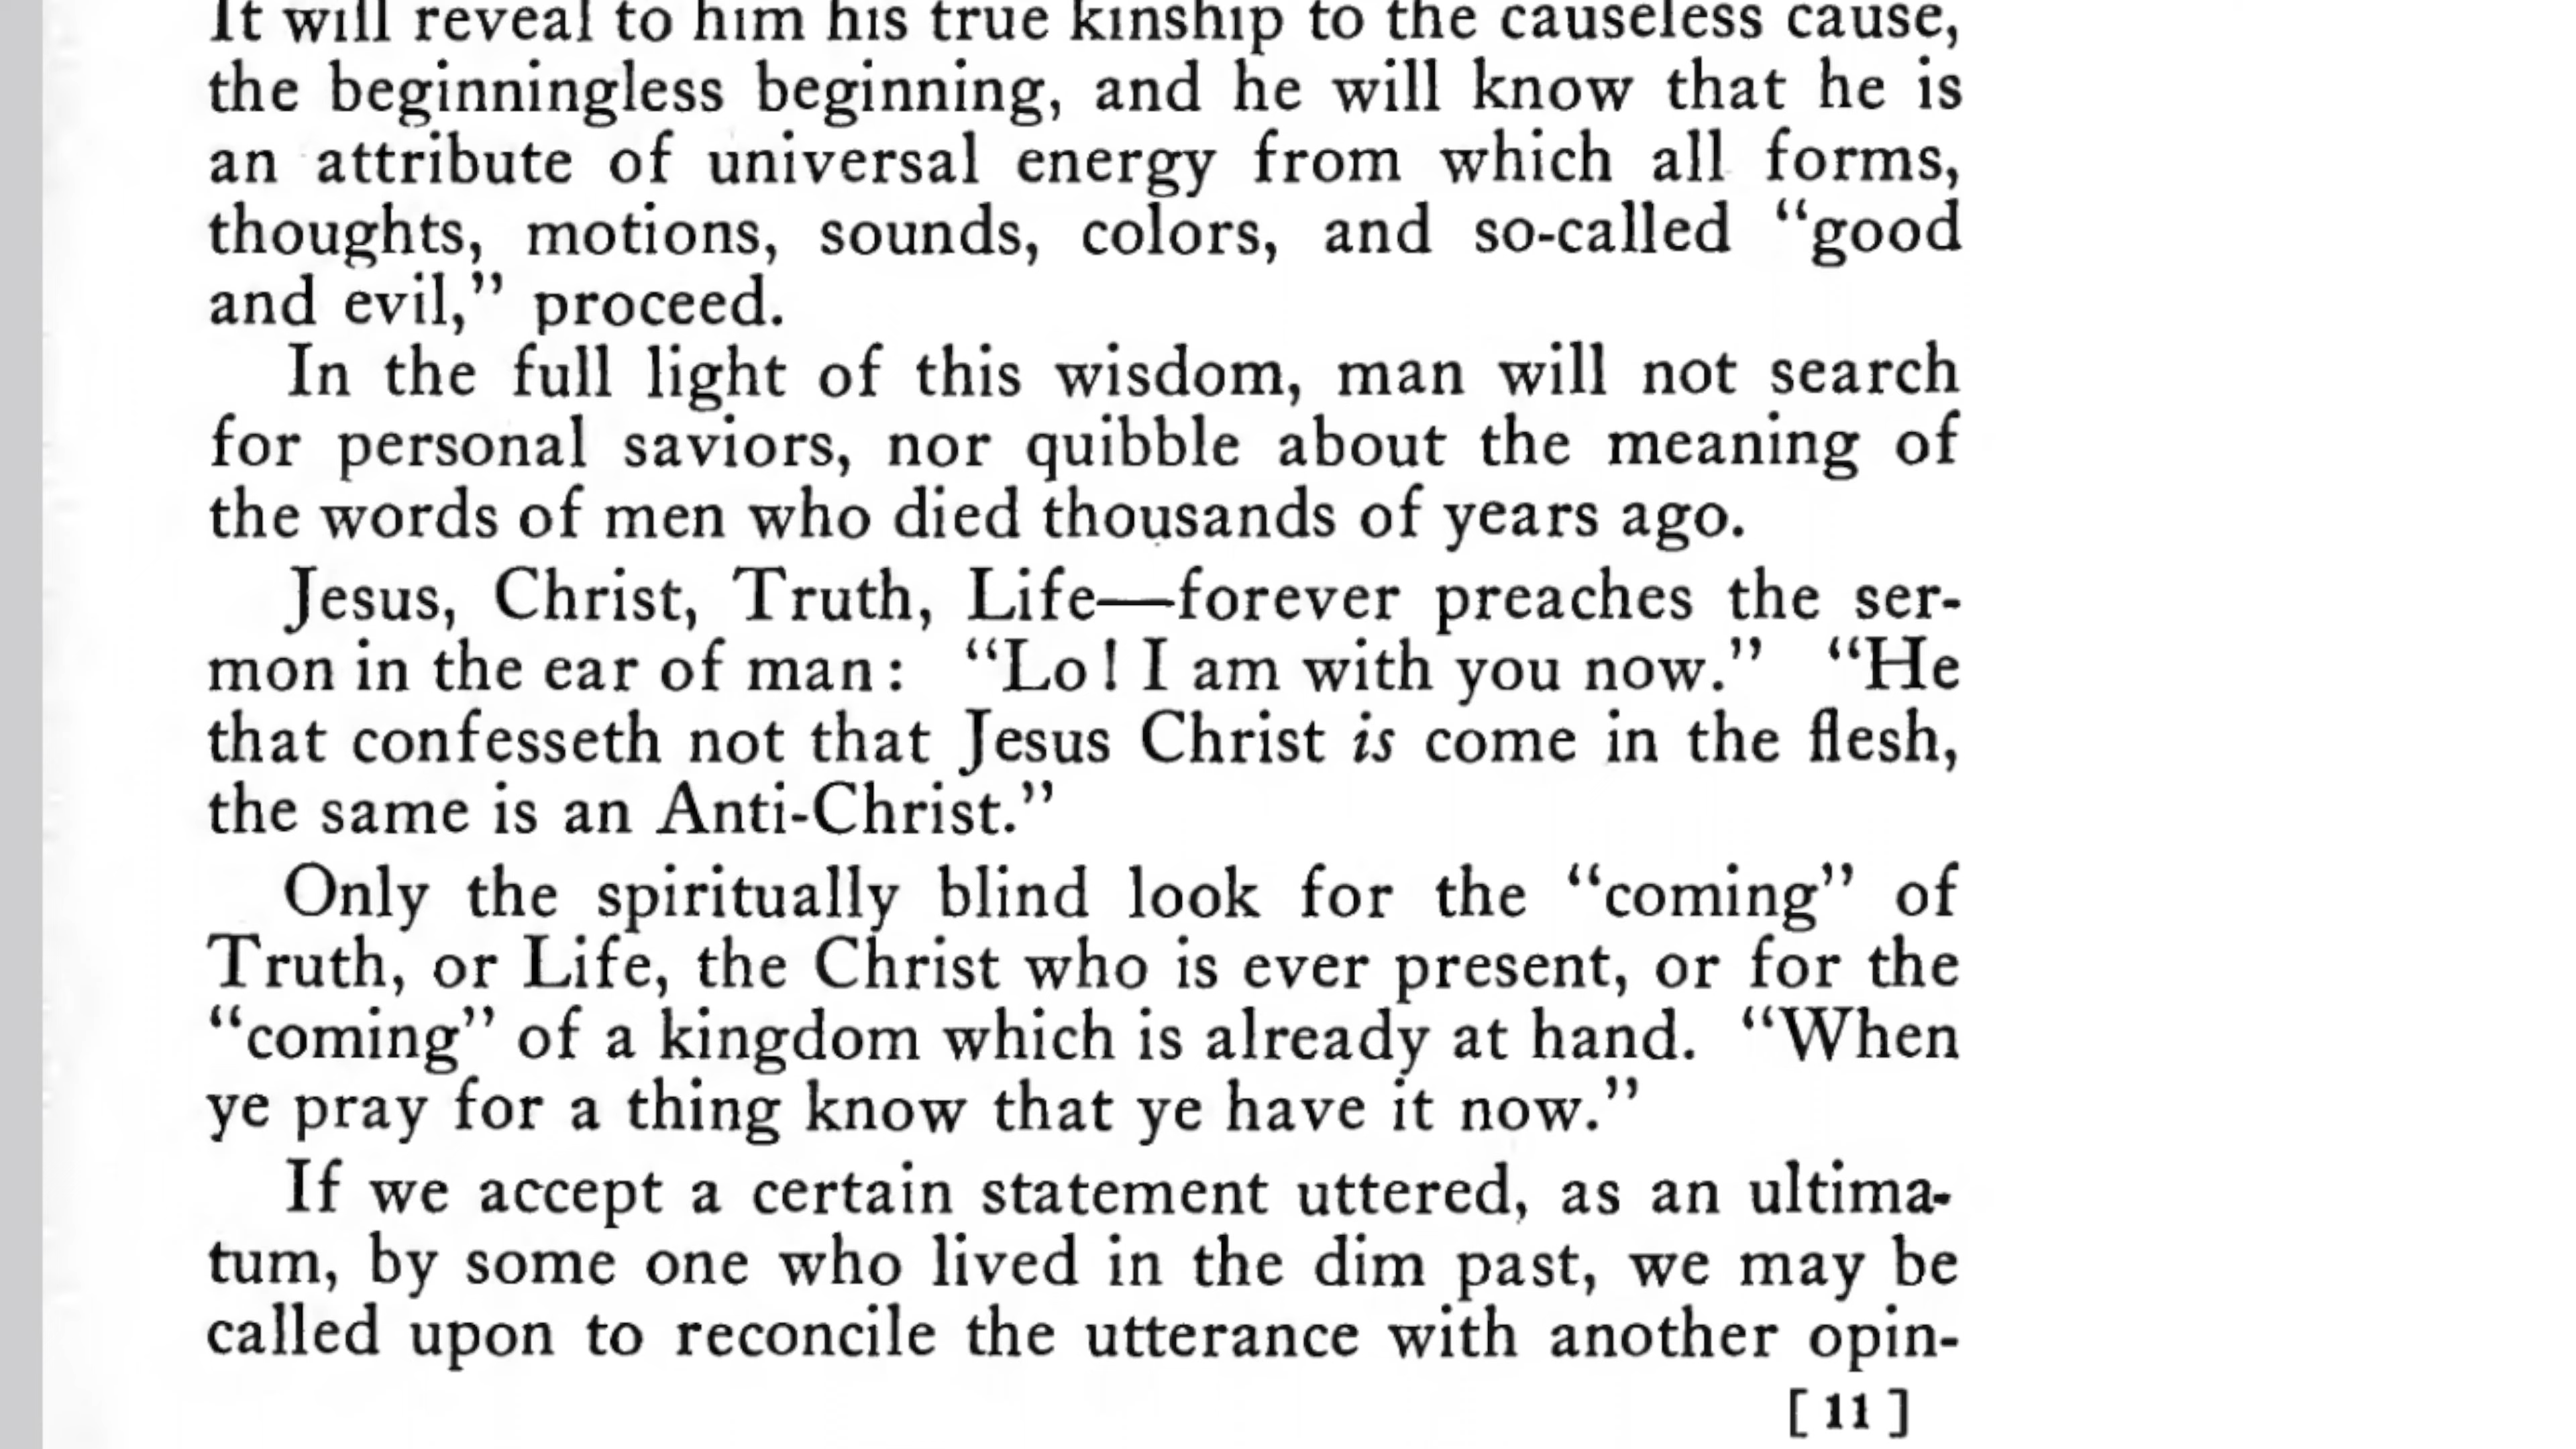 It will reveal to him his true kinship to the causeless cause,
the beginningless beginning, and he will know that he is
an attribute of universal energy from which all forms,
thoughts, motions, sounds, colors, and so-called “good
and evil,” proceed.
In the full light of this wisdom, man will not search
for personal saviors, nor quibble about the meaning of
the words of men who died thousands of years ago.
Jesus, Christ, Truth, Life—forever preaches the ser-
mon in the ear of man: “Lo! I am with you now.” “He
that confesseth not that Jesus Christ is come in the flesh,
the same is an Anti-Christ.”
Only the spiritually blind look for the “coming” of
Truth, or Life, the Christ who is ever present, or for the
“coming” of a kingdom which is already at hand. “When
ye pray for a thing know that ye have it now.”
If we accept a certain statement uttered, as an ultima-
tum, by some one who lived in the dim past, we may be
called upon to reconcile the utterance with another opin-
[11]